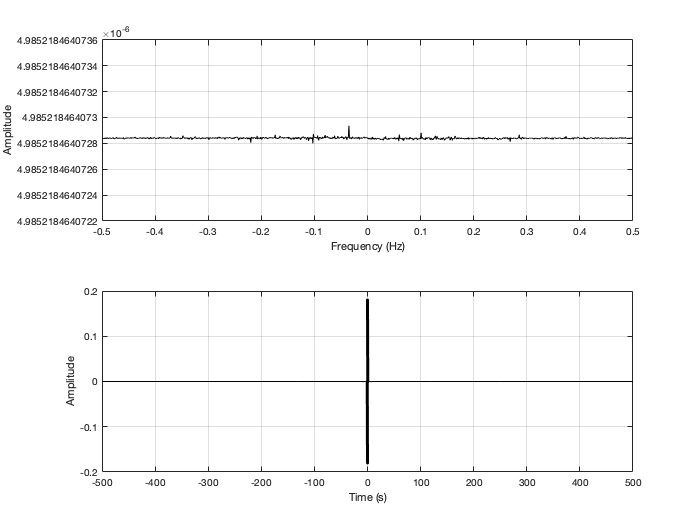 ×10^-6
4.9852184640736
4.9852184640734
4.9852184640732
4.985218464073
4.9852184640728
4.9852184640726
4.9852184640724
4.9852184640722
Amplitude
-0.5 -0.4 -0.3 -0.2 -0.1 0 0.1 0.2 0.3 0.4 0.5
Frequency (Hz)
0.2
0.1
0
-0.1
-0.2
Amplitude
-500 -400 -300 -200 -100 0 100 200 300 400 500
Time (s)